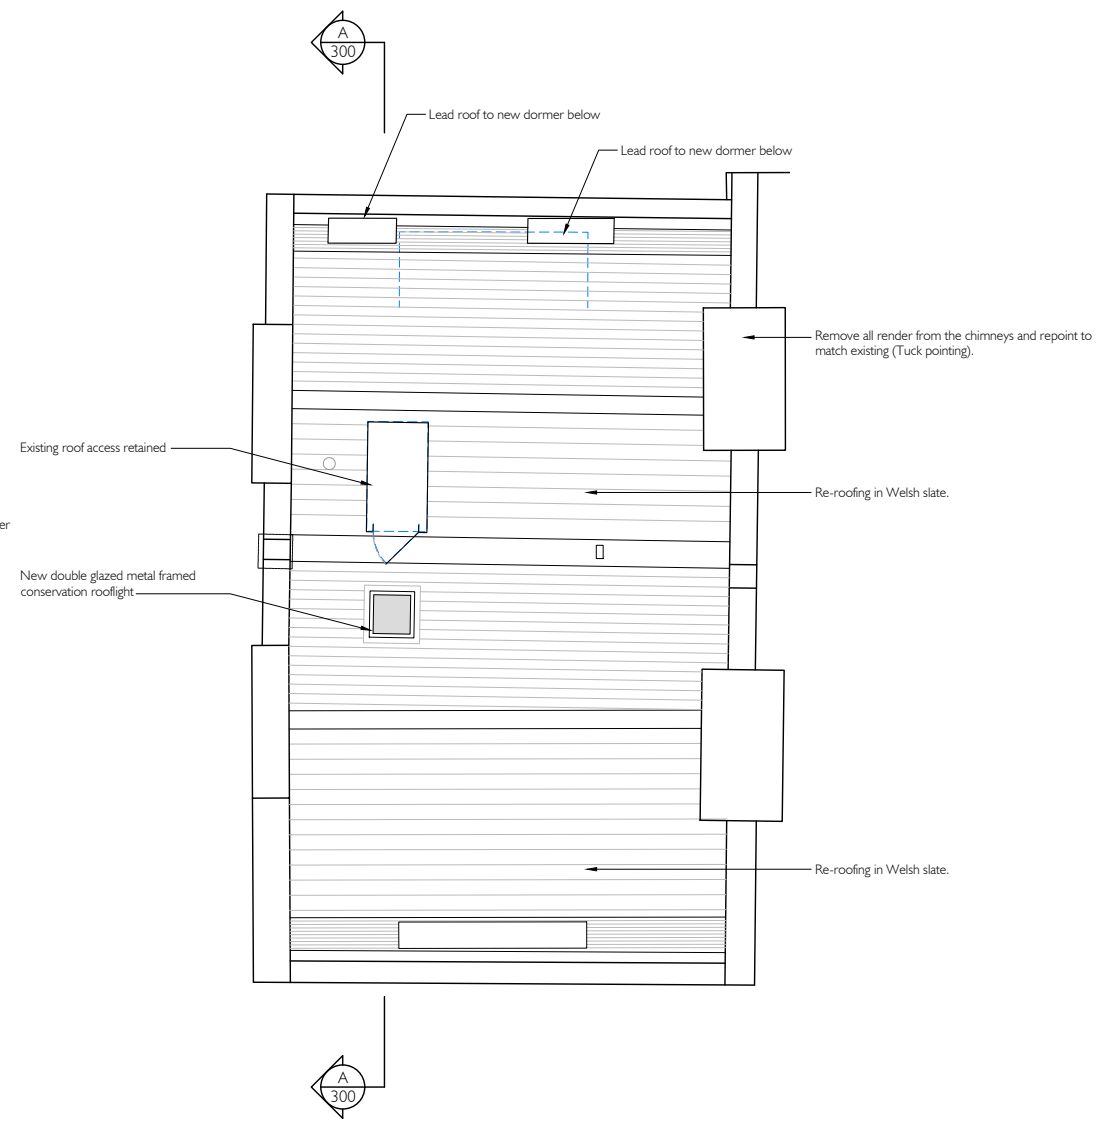 A
300
Lead roof to new dormer below
Lead roof to new dormer below
Remove all render from the chimneys and repoint to
match existing (Tuck pointing).
Existing roof access retained
Re-roofing in Welsh slate.
er
New double glazed metal framed
conservation rooflight
Re-roofing in Welsh slate.
A
300